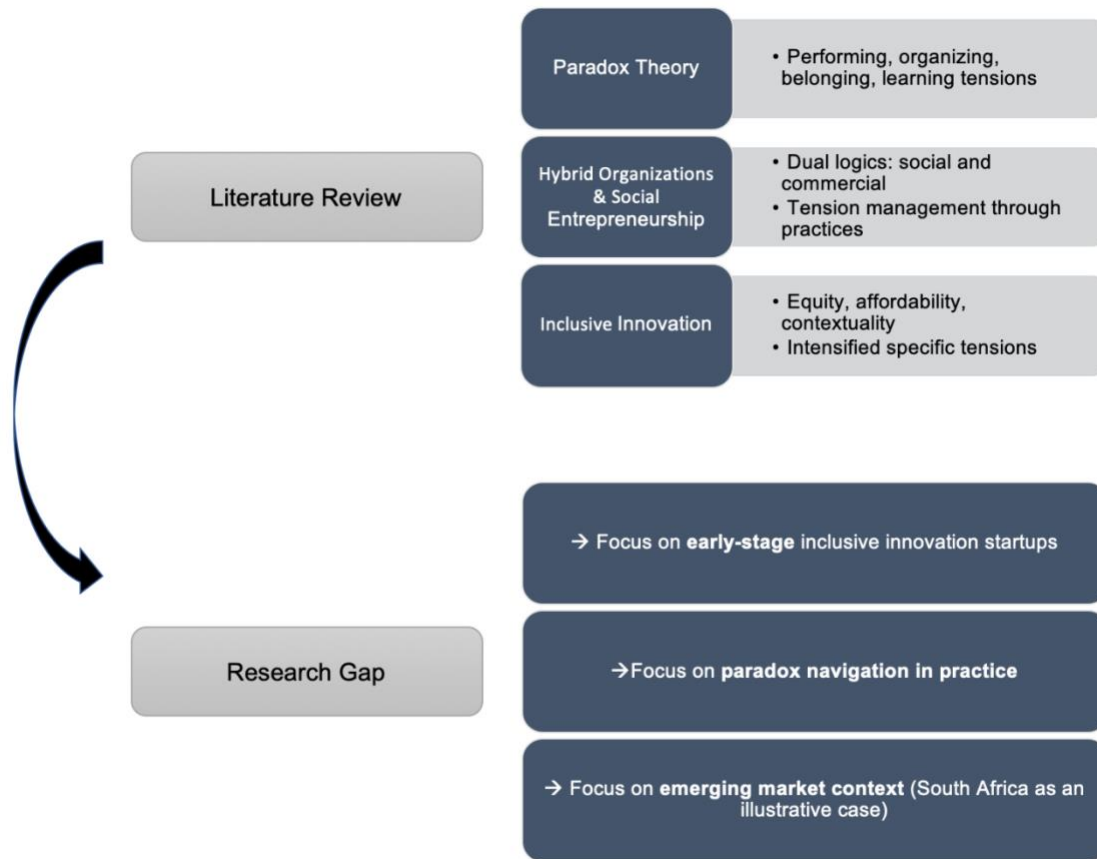 Literature Review
Paradox Theory
• Performing, organizing,
belonging, learning tensions
Hybrid Organizations
& Social
Entrepreneurship
• Dual logics: social and
commercial
• Tension management through
practices
Inclusive Innovation
• Equity, affordability,
contextuality
• Intensified specific tensions
Research Gap
→ Focus on early-stage inclusive innovation startups
→Focus on paradox navigation in practice
→ Focus on emerging market context (South Africa as an
illustrative case)